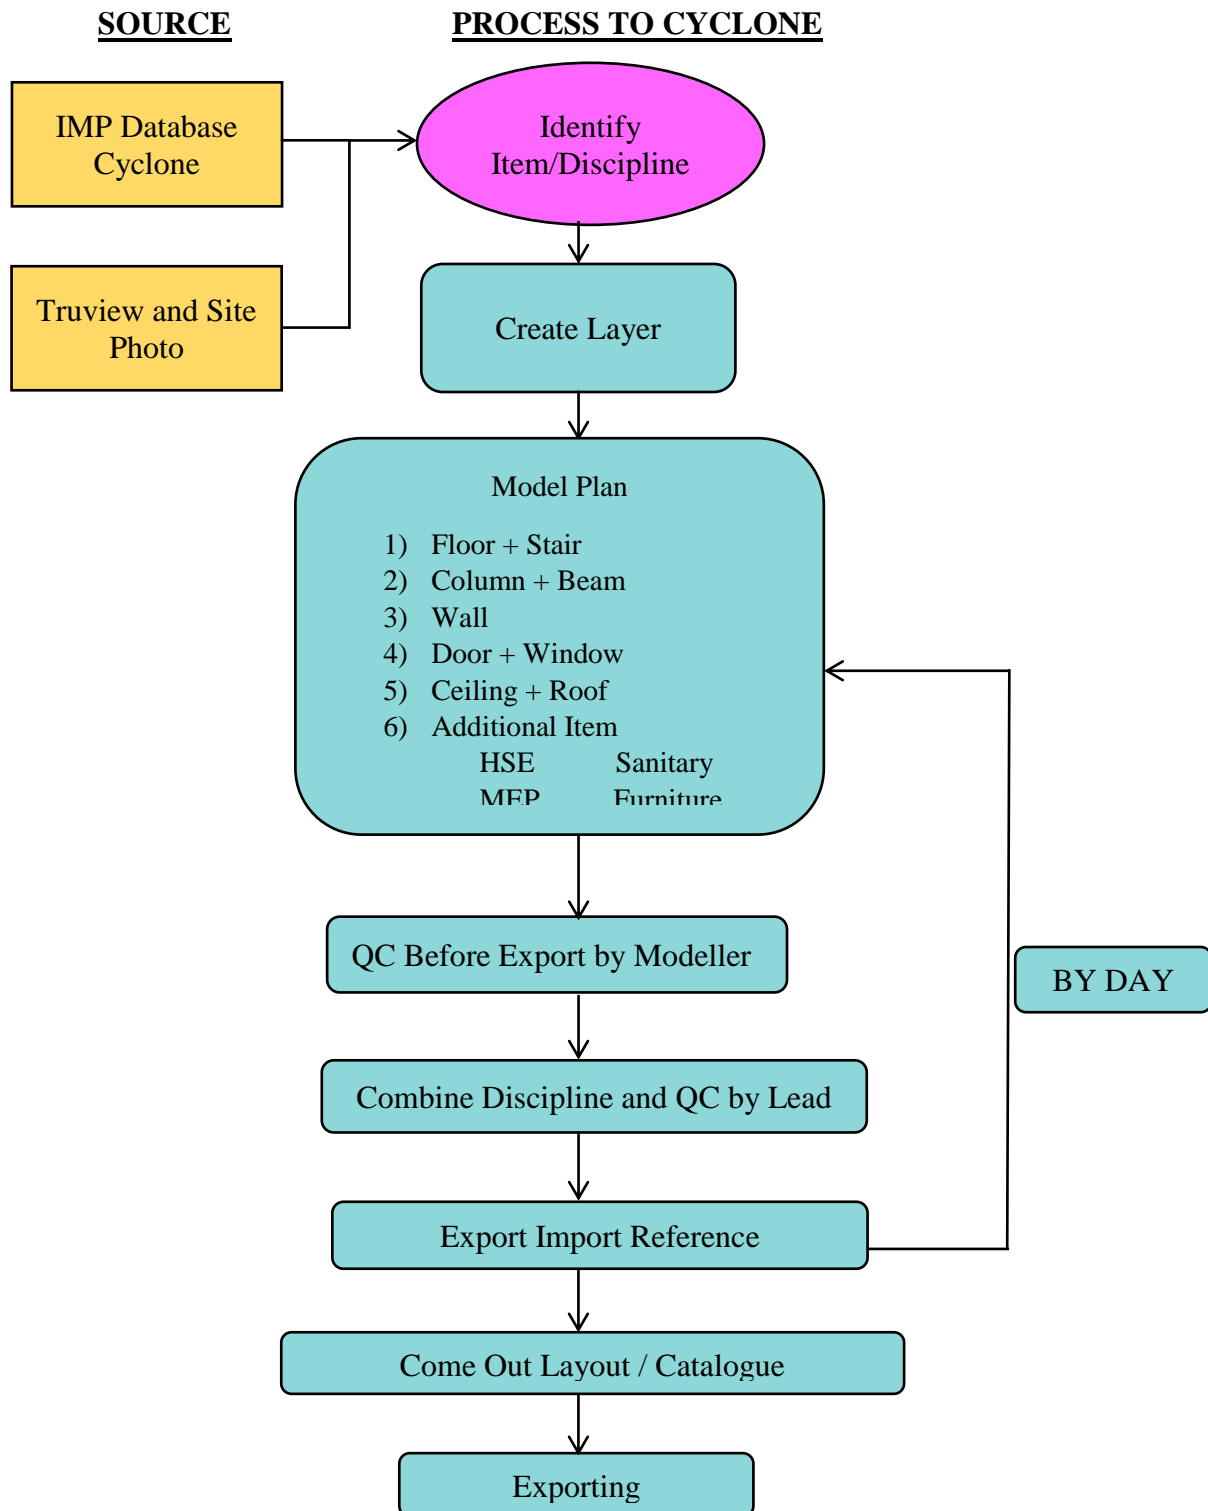 SOURCE
PROCESS TO CYCLONE
IMP Database
Cyclone
Identify
Item/Discipline
Truview and Site
Photo
Create Layer
Model Plan
1) Floor + Stair
2) Column + Beam
3) Wall
4) Door + Window
5) Ceiling + Roof
6) Additional Item
HSE Sanitary
MEP Furniture
QC Before Export by Modeller
BY DAY
Combine Discipline and QC by Lead
Export Import Reference
Come Out Layout / Catalogue
Exporting